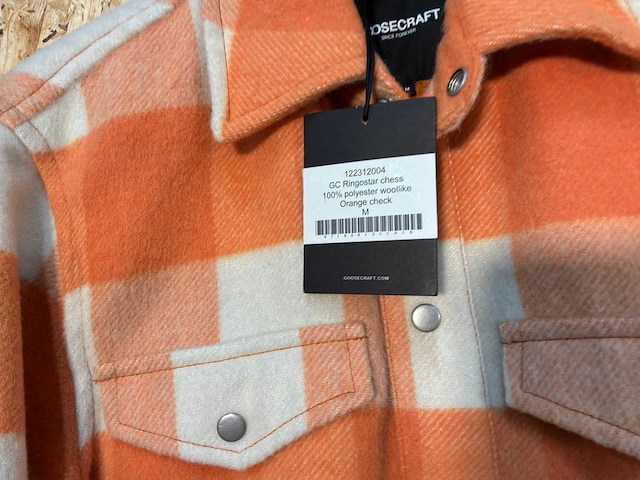 OOSECRAFT
SINCE FOREVER
M
122312004
GC Ringostar chess
100% polyester woollike
Orange check
M
GOOSECRAFT.COM